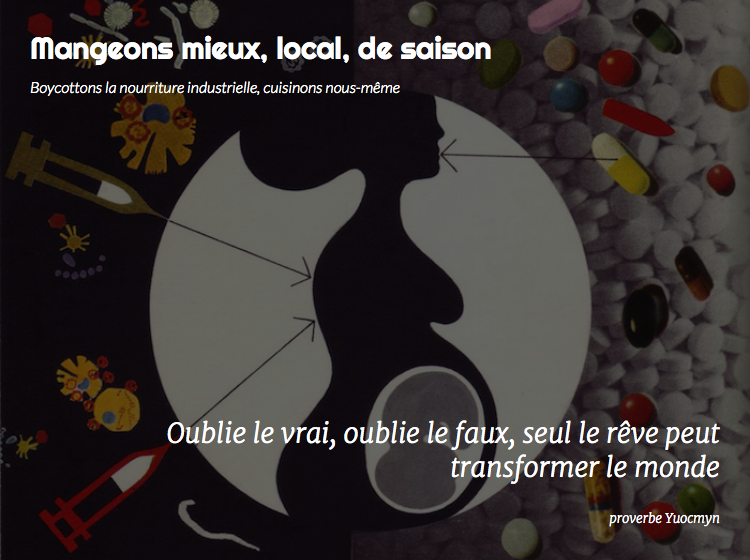 Mangeons mieux, local, de saison
Boycottons la nourriture industrielle, cuisinons nous-même
Oublie le vrai, oublie le faux, seul le rêve peut
transformer le monde
proverbe Yuocmyn